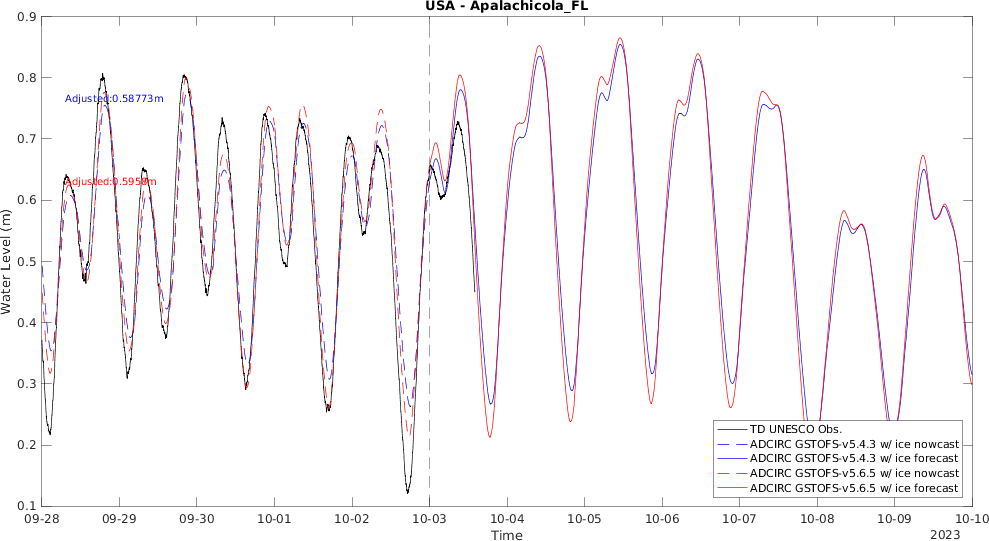 USA - Apalachicola_FL
0.9
0.8
0.7
0.6
0.5
0.4
0.3
0.2
0.1
Water Level (m)
Adjusted:0.58773m
Adjusted:0.5958m
09-28
09-29
09-30
10-01
10-02
10-03
10-04
10-05
10-06
10-07
10-08
10-09
10-10
Time
2023
TD UNESCO Obs.
ADCIRC GSTOFS-v5.4.3 w/ ice nowcast
ADCIRC GSTOFS-v5.4.3 w/ ice forecast
ADCIRC GSTOFS-v5.6.5 w/ ice nowcast
ADCIRC GSTOFS-v5.6.5 w/ ice forecast